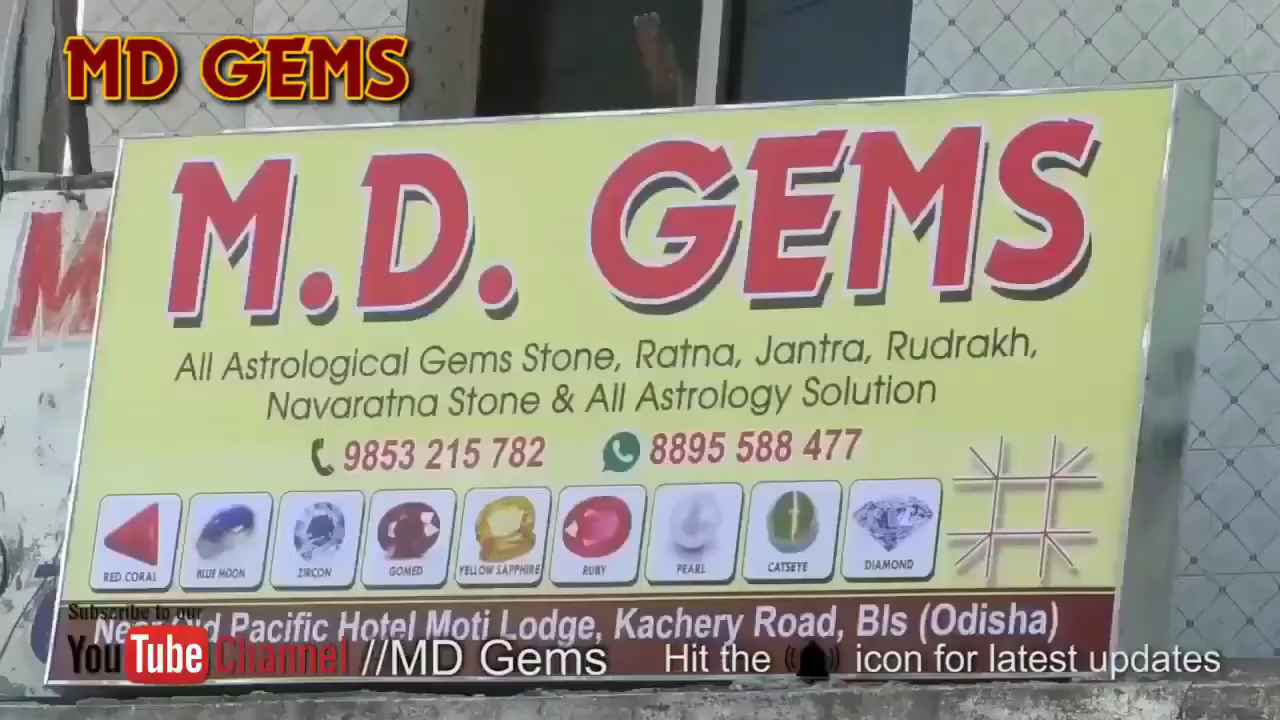 MD GEMS
M.D. GEMS
All Astrological Gems Stone, Ratna, Jantra, Rudrakh,
Navaratna Stone & All Astrology Solution
9853 215 782 8895 588 477
RED CORAL BLUE MOON ZIRCON GOMED YELLOW SAPPHIRE RUBY PEARL CATSEYE DIAMOND
Pacific Hotel Moti Lodge, Kachery Road, Bls (Odisha)
Subscribe to our
YouTube Channel //MD Gems Hit the icon for latest updates